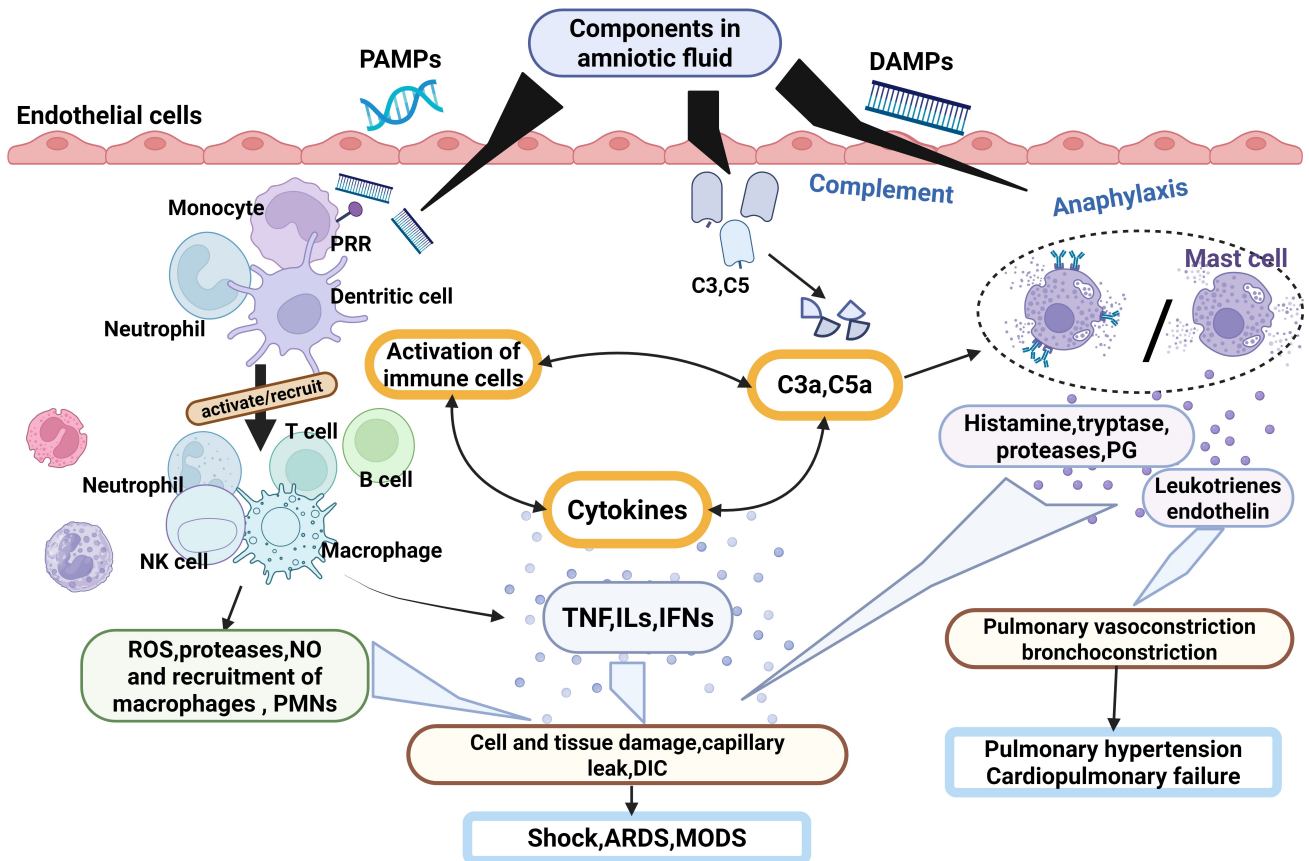 Components in
amniotic fluid
PAMPs
DAMPs
Endothelial cells
Complement
Anaphylaxis
Monocyte
PRR
Neutrophil
Dentritic cell
C3,C5
Mast cell
/
Activation of
immune cells
C3a,C5a
activate/recruit
T cell
B cell
Neutrophil
NK cell
Macrophage
Cytokines
Histamine,tryptase,
proteases,PG
Leukotrienes
endothelin
TNF,ILs,IFNs
ROS,proteases,NO
and recruitment of
macrophages , PMNs
Pulmonary vasoconstriction
bronchoconstriction
Cell and tissue damage,capillary
leak,DIC
Pulmonary hypertension
Cardiopulmonary failure
Shock,ARDS,MODS